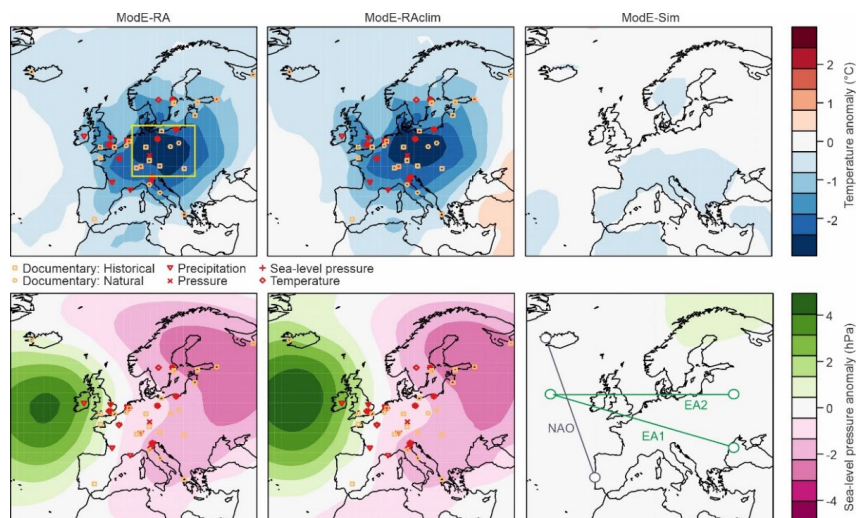 ModE-RA ModE-RAclim ModE-Sim
2
1
0
-1
-2
Temperature anomaly (°C)
Documentary: Historical Precipitation Sea-level pressure
Documentary: Natural Pressure Temperature
4
2
0
-2
-4
Sea-level pressure anomaly (hPa)
EA2
NAO
EA1